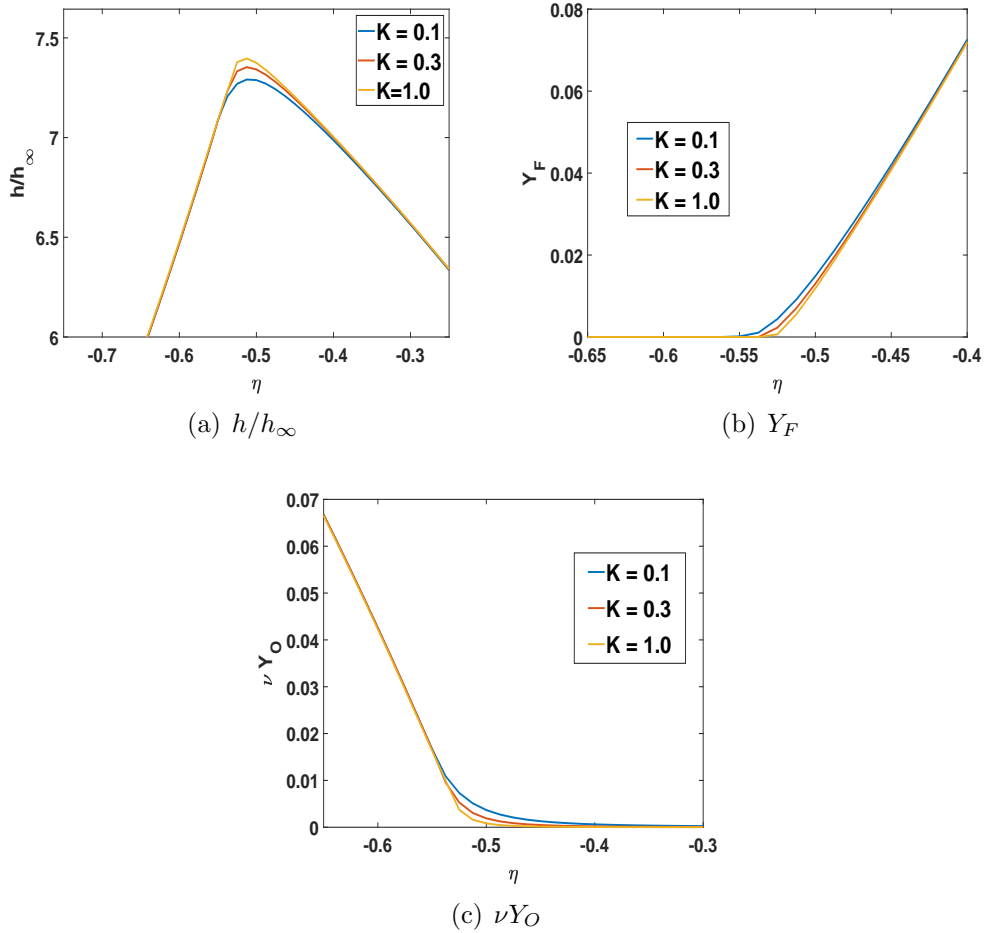 7.5
7
6.5
6
h/h∞
-0.7 -0.6 -0.5 -0.4 -0.3
η
K = 0.1
K = 0.3
K=1.0
(a) h/h∞
0.08
0.06
0.04
0.02
0
Y_F
-0.65 -0.6 -0.55 -0.5 -0.45 -0.4
η
K = 0.1
K = 0.3
K = 1.0
(b) Y_F
0.07
0.06
0.05
0.04
0.03
0.02
0.01
0
ν Y_O
-0.6 -0.5 -0.4 -0.3
η
K = 0.1
K = 0.3
K = 1.0
(c) νY_O